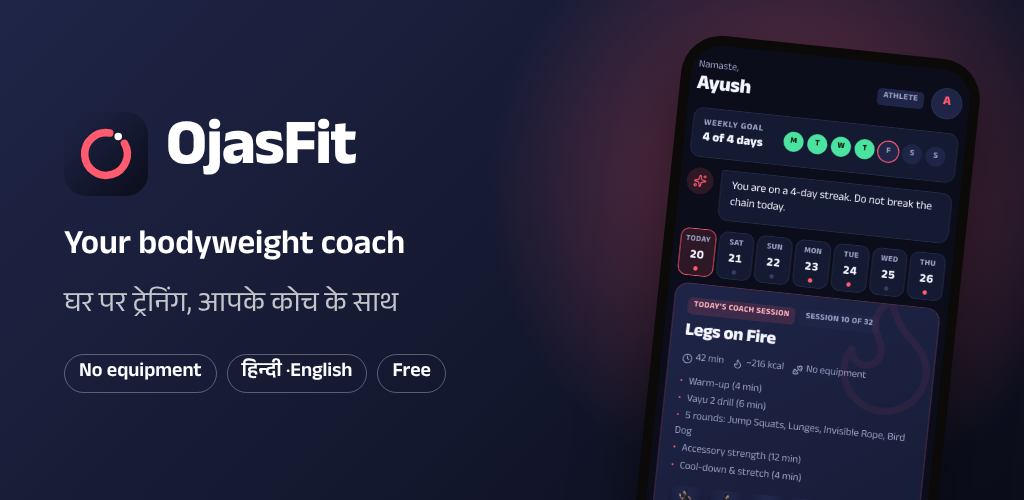 OjasFit
Your bodyweight coach
घर पर ट्रेनिंग, आपके कोच के साथ
No equipment
हिन्दी ·English
Free
Namaste,
Ayush
ATHLETE
A
WEEKLY GOAL
4 of 4 days
M T W T F S S
You are on a 4-day streak. Do not break the
chain today.
TODAY SAT SUN MON TUE WED THU
20 21 22 23 24 25 26
TODAY'S COACH SESSION
SESSION 10 OF 32
Legs on Fire
42 min
~216 kcal
No equipment
• Warm-up (4 min)
• Vayu 2 drill (6 min)
• 5 rounds: Jump Squats, Lunges, Invisible Rope, Bird
Dog
• Accessory strength (12 min)
• Cool-down & stretch (4 min)